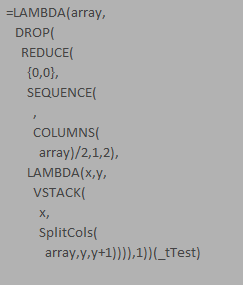 =LAMBDA(array,
DROP(
REDUCE(
{0,0},
SEQUENCE(
,
COLUMNS(
array)/2,1,2),
LAMBDA(x,y,
VSTACK(
x,
SplitCols(
array,y,y+1)))),1))(_tTest)